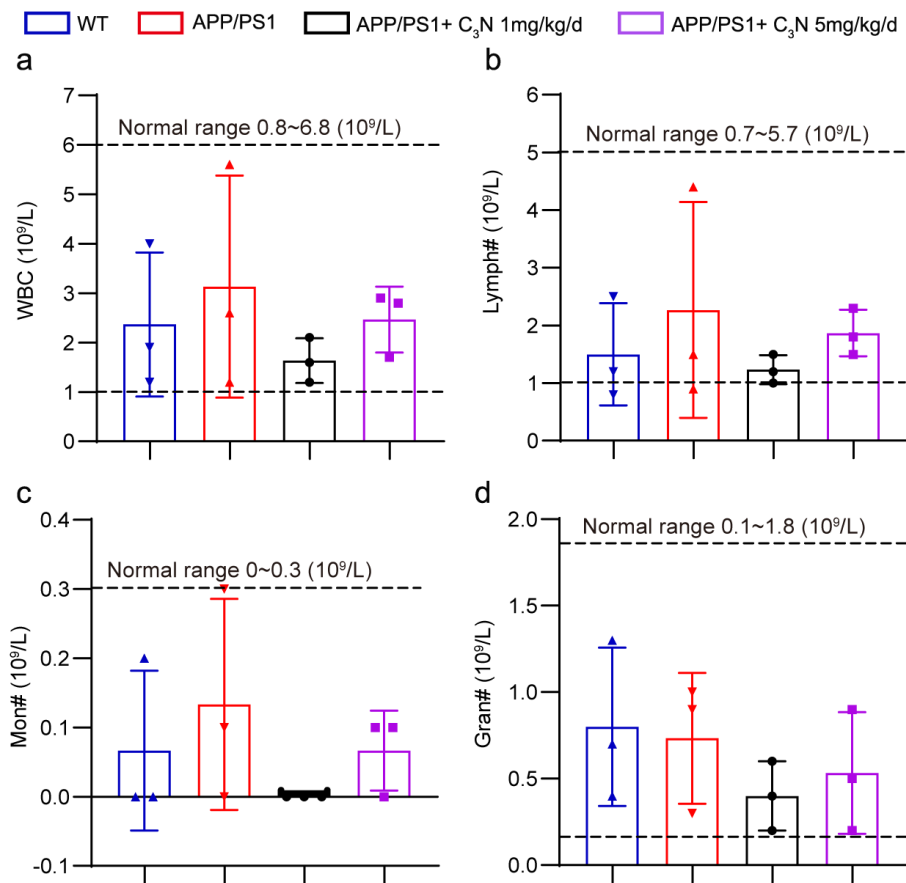 WT APP/PS1 APP/PS1+ C₃N 1mg/kg/d APP/PS1+ C₃N 5mg/kg/d
a
7
6
5
4
3
2
1
0
WBC (10⁹/L)
Normal range 0.8~6.8 (10⁹/L)
b
6
5
4
3
2
1
0
Lymph# (10⁹/L)
Normal range 0.7~5.7 (10⁹/L)
c
0.4
0.3
0.2
0.1
0.0
-0.1
Mon# (10⁹/L)
Normal range 0~0.3 (10⁹/L)
d
2.0
1.5
1.0
0.5
0.0
Gran# (10⁹/L)
Normal range 0.1~1.8 (10⁹/L)